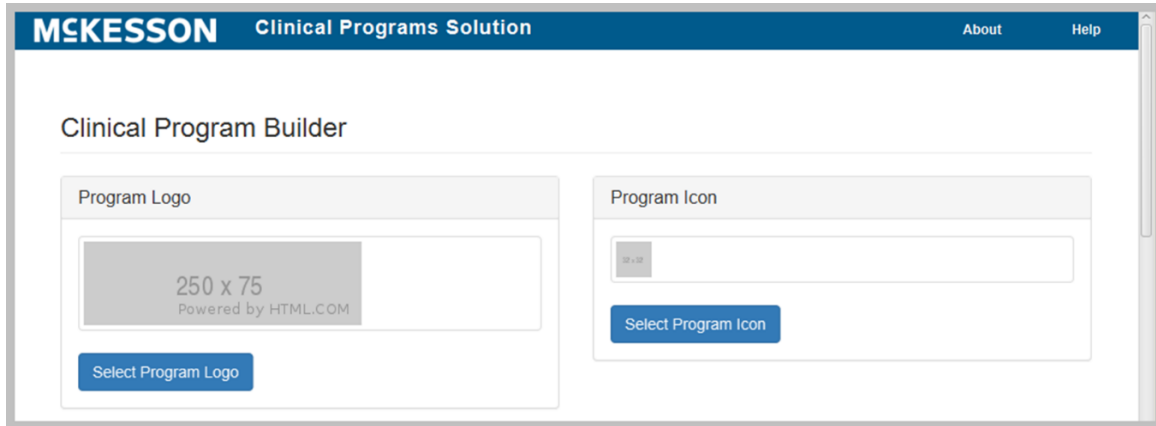 MCKESSON Clinical Programs Solution About Help
Clinical Program Builder
Program Logo
250 x 75
Powered by HTML.COM
Select Program Logo
Program Icon
Select Program Icon